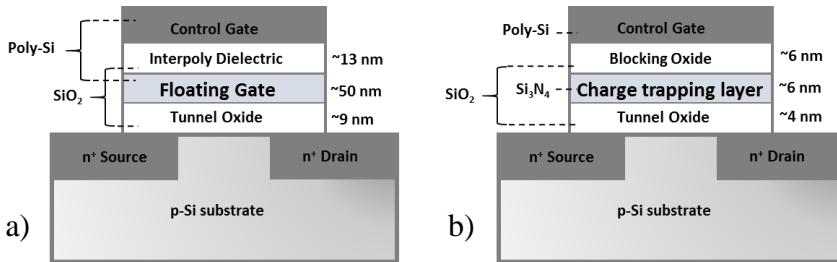 Control Gate
Poly-Si
Interpoly Dielectric
~13 nm
SiO₂
Floating Gate
~50 nm
Tunnel Oxide
~9 nm
n⁺ Source
n⁺ Drain
p-Si substrate
a)
Poly-Si
Control Gate
Blocking Oxide
~6 nm
SiO₂
Si₃N₄
Charge trapping layer
~6 nm
Tunnel Oxide
~4 nm
n⁺ Source
n⁺ Drain
p-Si substrate
b)